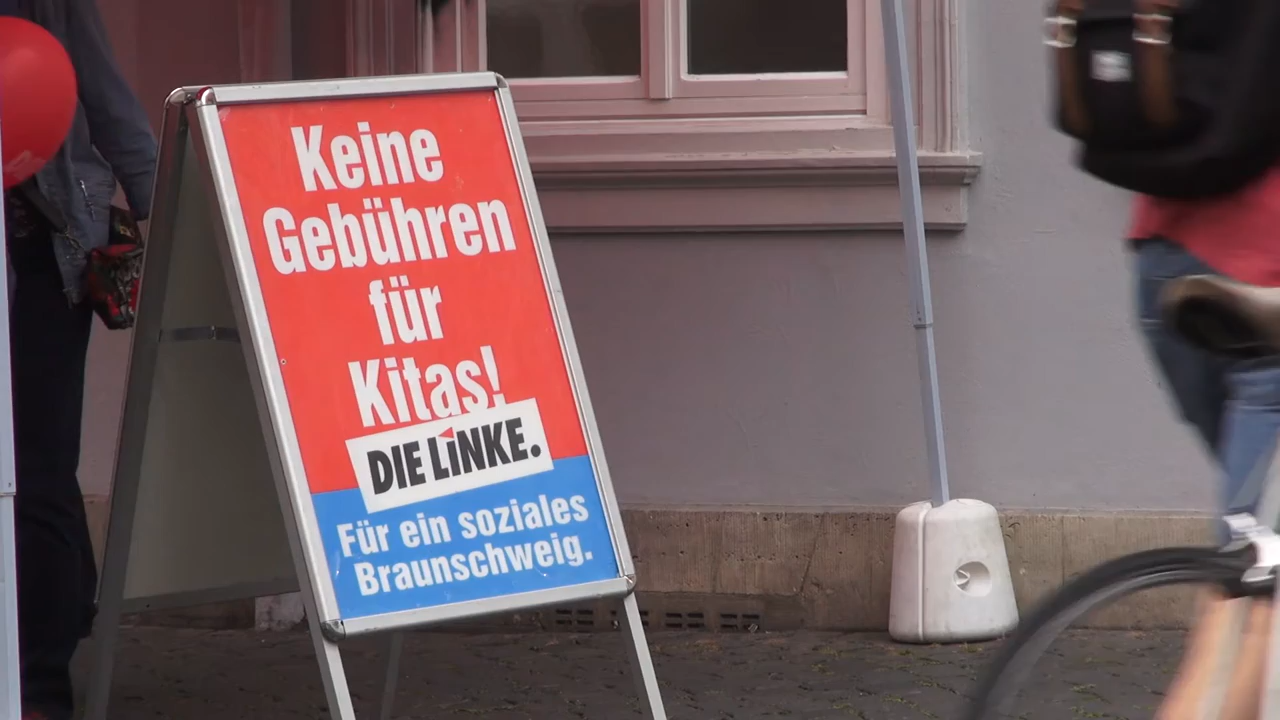 Keine
Gebühren
für
Kitas!
DIE LINKE.
Für ein soziales
Braunschweig.